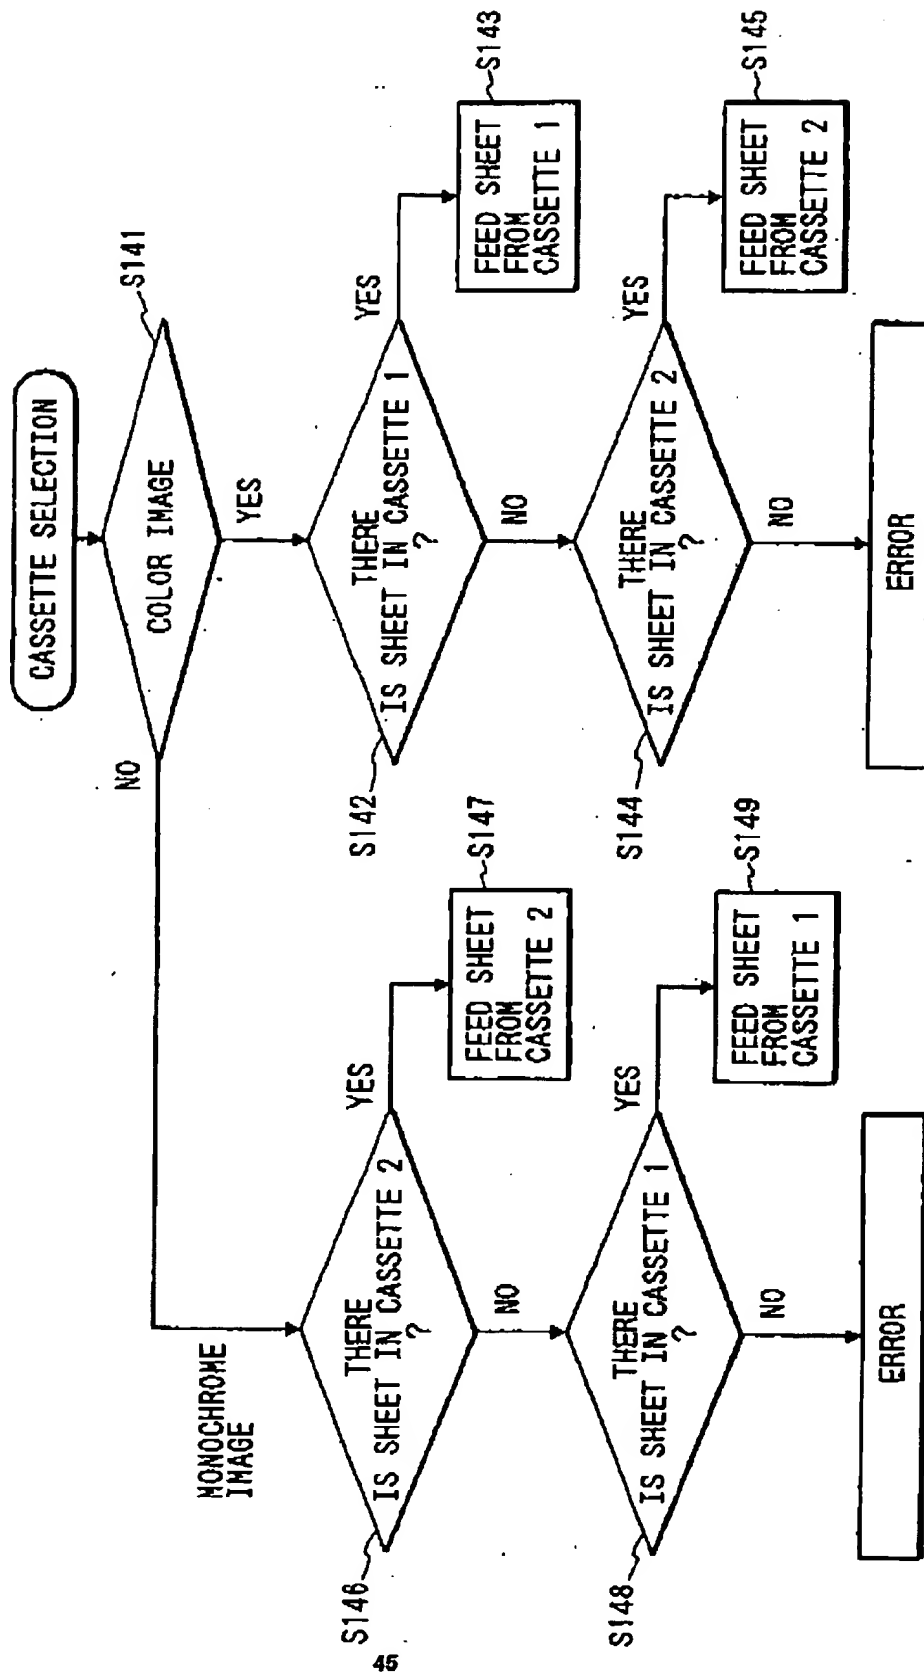 CASSETTE SELECTION
S141
COLOR IMAGE
NO
YES
MONOCHROME
IMAGE
S142
THERE
IS SHEET IN CASSETTE 1
?
YES
S143
FEED SHEET
FROM
CASSETTE 1
NO
S144
THERE
IS SHEET IN CASSETTE 2
?
YES
S145
FEED SHEET
FROM
CASSETTE 2
NO
ERROR
S146
THERE
IS SHEET IN CASSETTE 2
?
YES
S147
FEED SHEET
FROM
CASSETTE 2
NO
S148
THERE
IS SHEET IN CASSETTE 1
?
YES
S149
FEED SHEET
FROM
CASSETTE 1
NO
ERROR
45